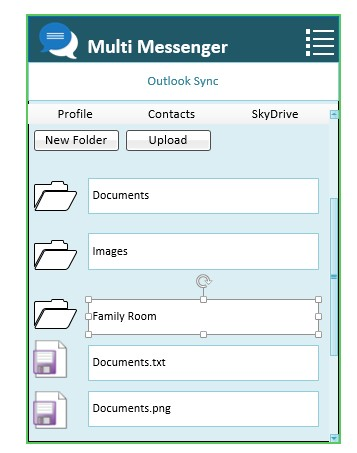 Multi Messenger
Outlook Sync
Profile Contacts SkyDrive
New Folder Upload
Documents
Images
Family Room
Documents.txt
Documents.png